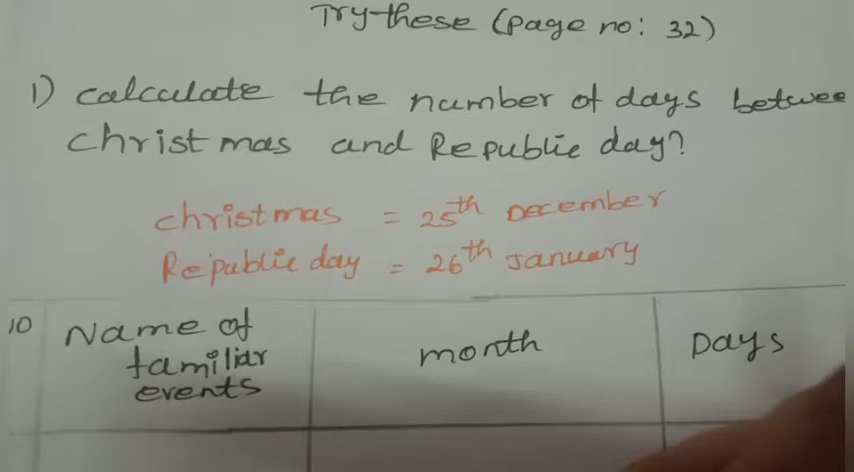 Try these (page no: 32)
1) calculate the number of days betwee
christmas and Republic day?
christmas = 25th December
Republic day = 26th January
10 Name of familiar events month Days